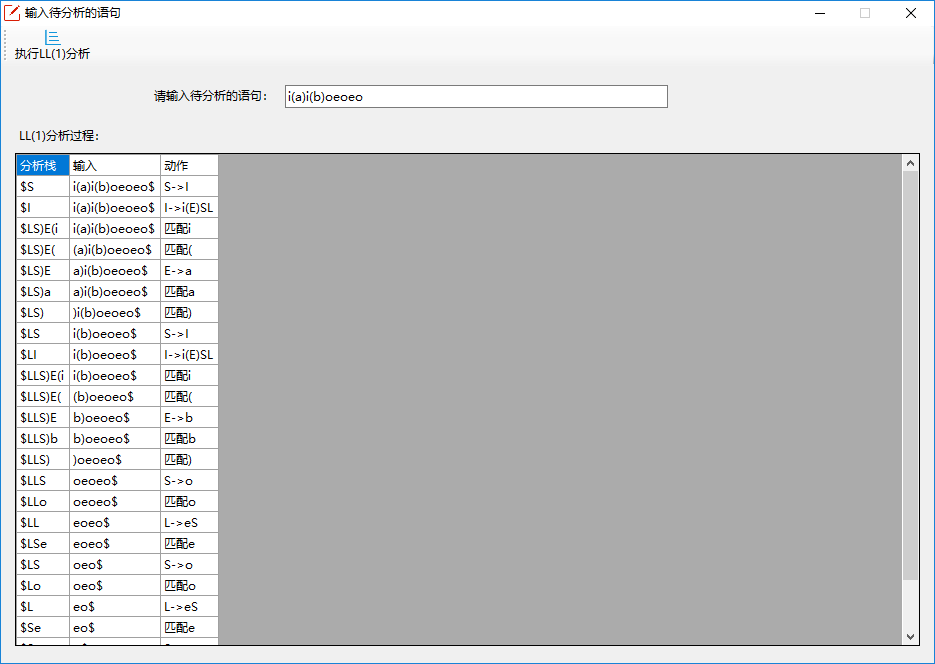 输入待分析的语句
执行LL(1)分析
请输入待分析的语句： i(a)i(b)oeoeo
LL(1)分析过程：
分析栈 输入 动作
$S i(a)i(b)oeoeo$ S->I
$I i(a)i(b)oeoeo$ I->i(E)SL
$LS)E(i i(a)i(b)oeoeo$ 匹配i
$LS)E( (a)i(b)oeoeo$ 匹配(
$LS)E a)i(b)oeoeo$ E->a
$LS)a a)i(b)oeoeo$ 匹配a
$LS) )i(b)oeoeo$ 匹配)
$LS i(b)oeoeo$ S->I
$LI i(b)oeoeo$ I->i(E)SL
$LLS)E(i i(b)oeoeo$ 匹配i
$LLS)E( (b)oeoeo$ 匹配(
$LLS)E b)oeoeo$ E->b
$LLS)b b)oeoeo$ 匹配b
$LLS) )oeoeo$ 匹配)
$LLS oeoeo$ S->o
$LLo oeoeo$ 匹配o
$LL eoeo$ L->eS
$LSe eoeo$ 匹配e
$LS oeo$ S->o
$Lo oeo$ 匹配o
$L eo$ L->eS
$Se eo$ 匹配e